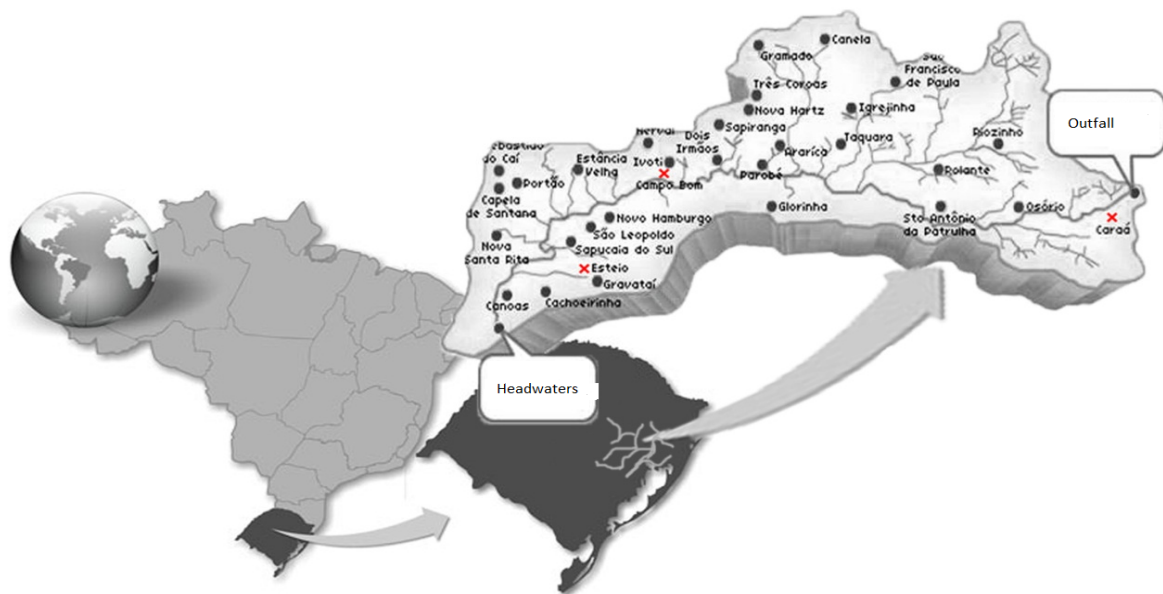 Canela
Gramado
São
Francisco
de Paula
Três Coroas
Nova Hartz
Igrejinha
Outfall
Sapiranga
Dois
Irmãos
Taquara
Riozinho
Araríca
Estância
Velha
Ivoti
do Caí
Portão
Campo Bom
Parobé
Rolante
Capela
de Santana
Glorinha
Osório
Novo Hamburgo
Sto Antônio
da Patrulha
São Leopoldo
Caraá
Sapucaia do Sul
Nova
Santa Rita
Esteio
Gravataí
Cachoeirinha
Canoas
Headwaters